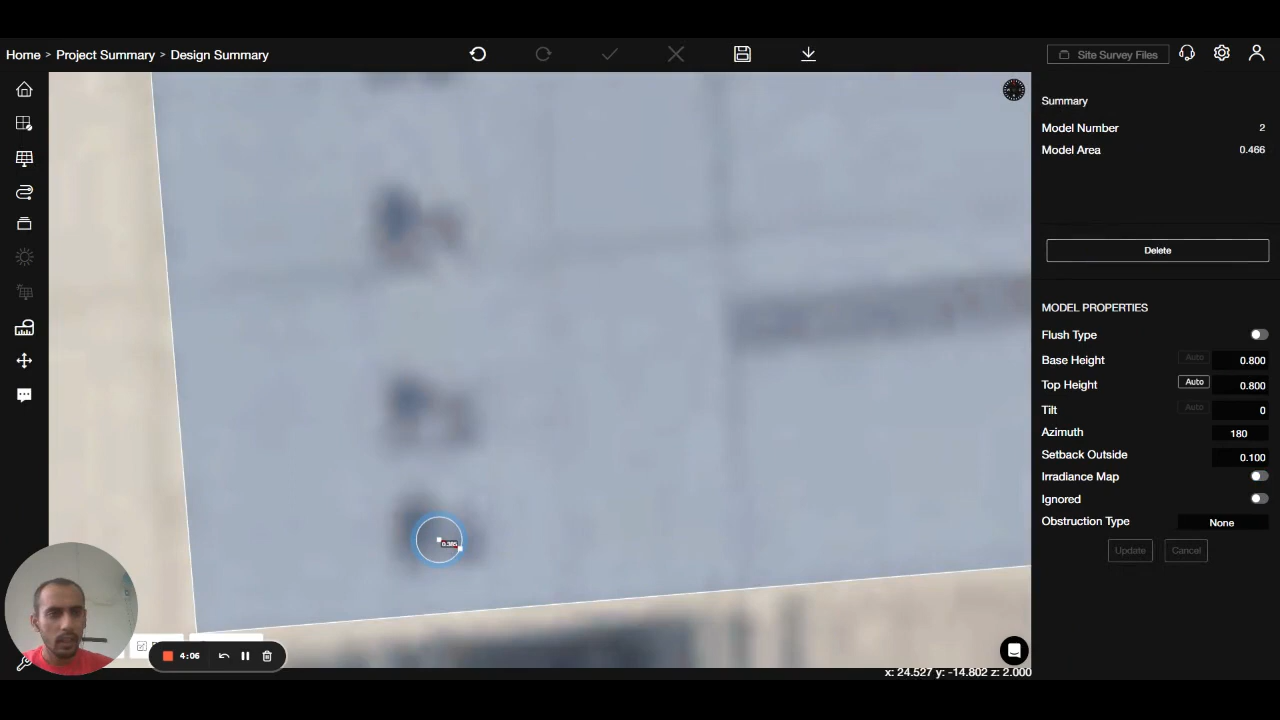 Home > Project Summary > Design Summary
Site Survey Files
Summary
Model Number 2
Model Area 0.466
Delete
MODEL PROPERTIES
Flush Type
Base Height Auto 0.800
Top Height Auto 0.800
Tilt Auto 0
Azimuth 180
Setback Outside 0.100
Irradiance Map
Ignored
Obstruction Type None
Update Cancel
0.385
4:06
x: 24.527 y: -14.802 z: 2.000